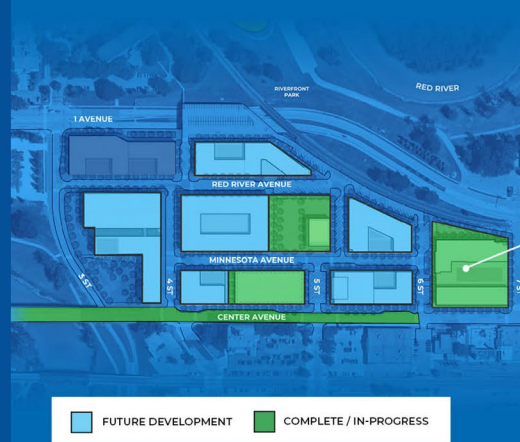 RED RIVER
RIVERFRONT
PARK
1 AVENUE
RED RIVER AVENUE
MINNESOTA AVENUE
3 ST
4 ST
5 ST
6 ST
CENTER AVENUE
FUTURE DEVELOPMENT
COMPLETE / IN-PROGRESS